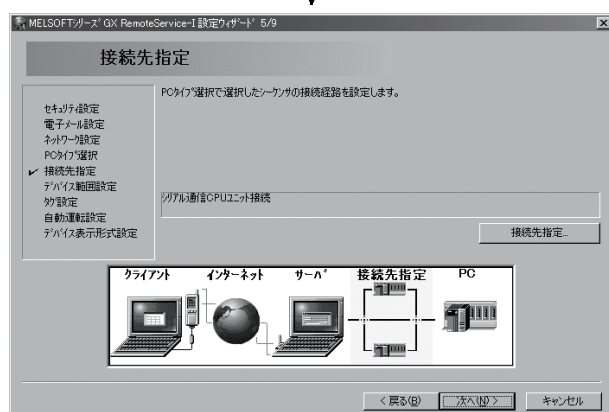 MELSOFTシリーズ GX RemoteService-I 設定ウィザード 5/9
接続先指定
PCタイプ選択で選択したシーケンサの接続経路を設定します。
セキュリティ設定
電子メール設定
ネットワーク設定
PCタイプ選択
接続先指定
デバイス範囲設定
タグ設定
自動運転設定
デバイス表示形式設定
シリアル通信CPUユニット接続
接続先指定...
クライアント インターネット サーバ 接続先指定 PC
< 戻る(B) 次へ(N) > キャンセル